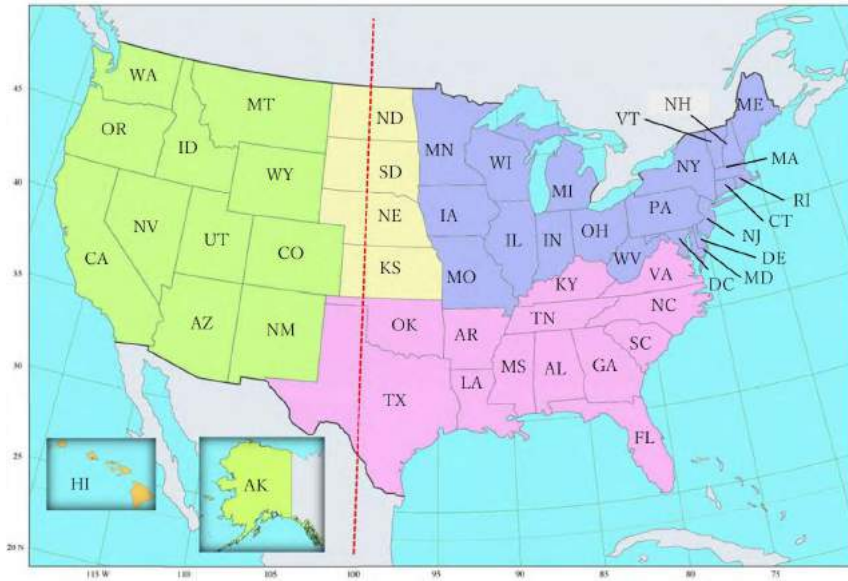 45
40
35
30
25
20 N
WA
MT
ND
OR
ID
SD
MN
WI
MI
VT
NH
ME
NY
MA
RI
CT
WY
NE
IA
NV
UT
CO
KS
CA
IL
IN
OH
PA
NJ
DE
MD
DC
MO
WV
VA
KY
AZ
NM
OK
AR
TN
NC
SC
TX
LA
MS
AL
GA
FL
HI
AK
115 W
110
105
100
95
90
85
80
75